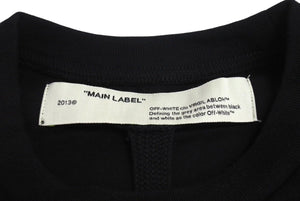 "MAIN LABEL"
2013®
OFF-WHITE c/o VIRGIL ABLOH™
Defining the grey area between black
and white as the color Off-White™